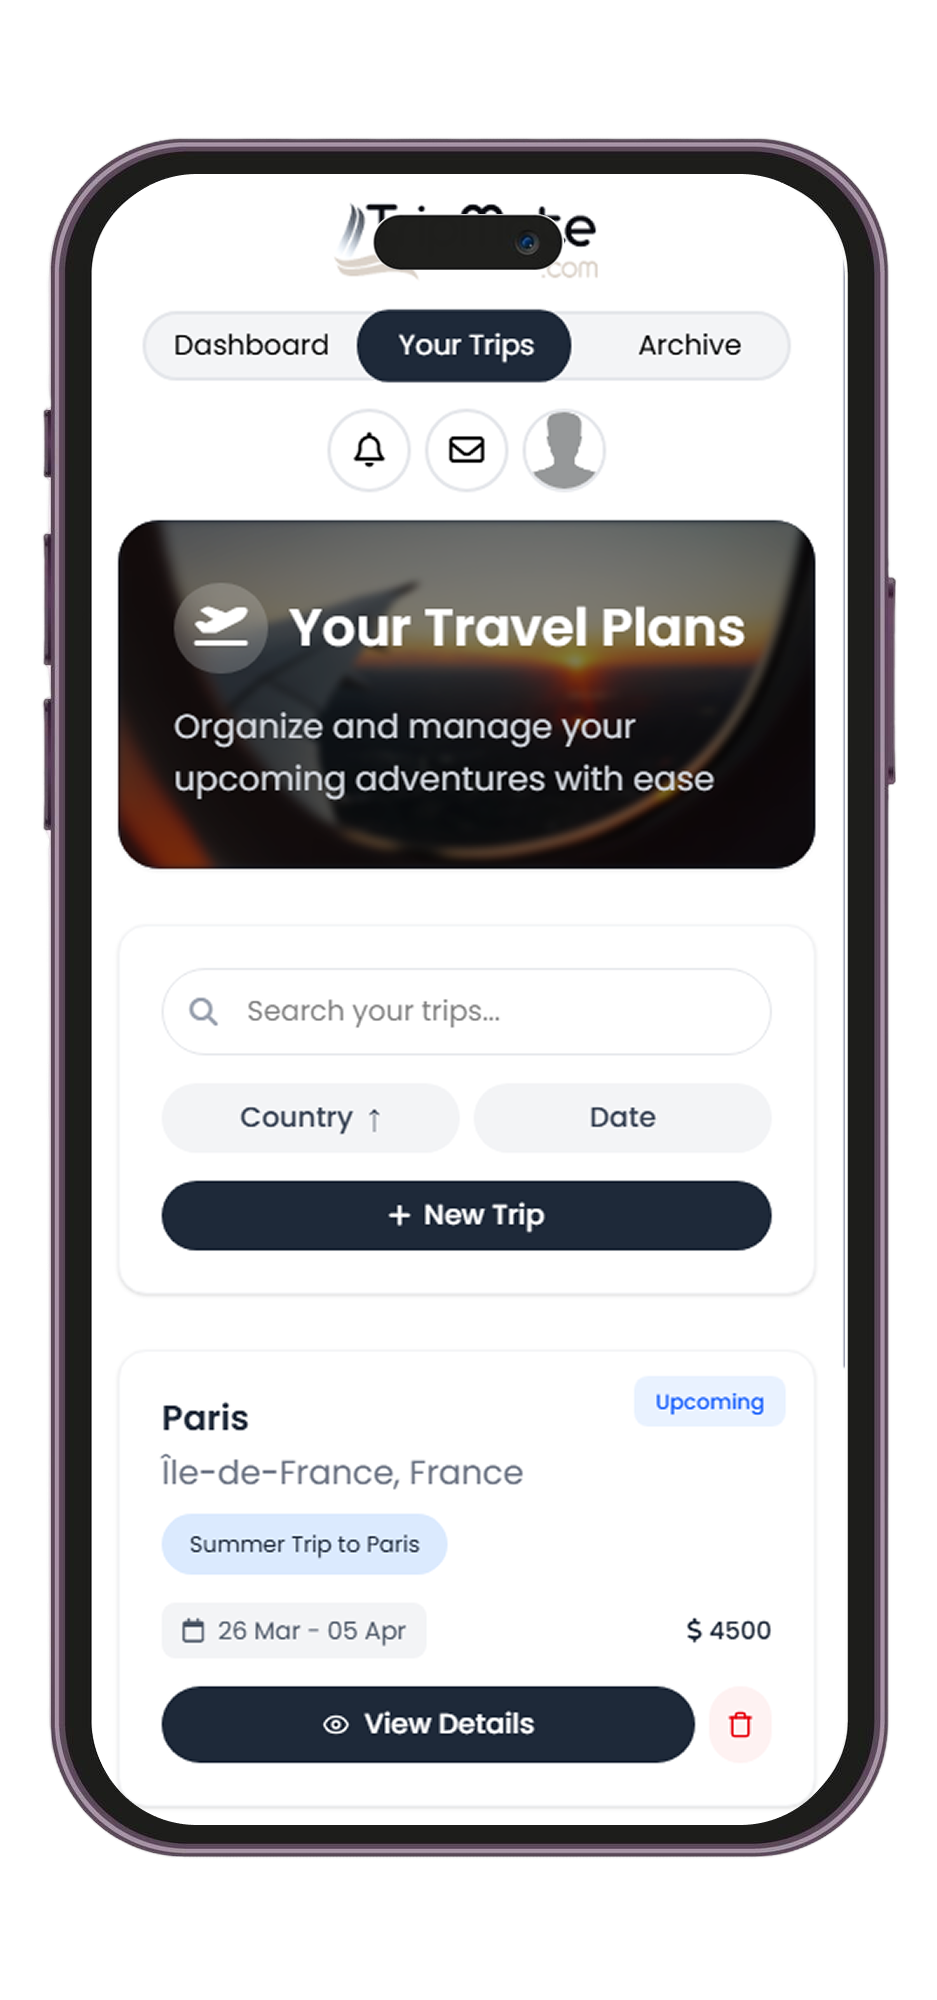 .com
Dashboard
Your Trips
Archive
Your Travel Plans
Organize and manage your
upcoming adventures with ease
Search your trips...
Country ↑
Date
+ New Trip
Upcoming
Paris
Île-de-France, France
Summer Trip to Paris
26 Mar - 05 Apr
$ 4500
View Details